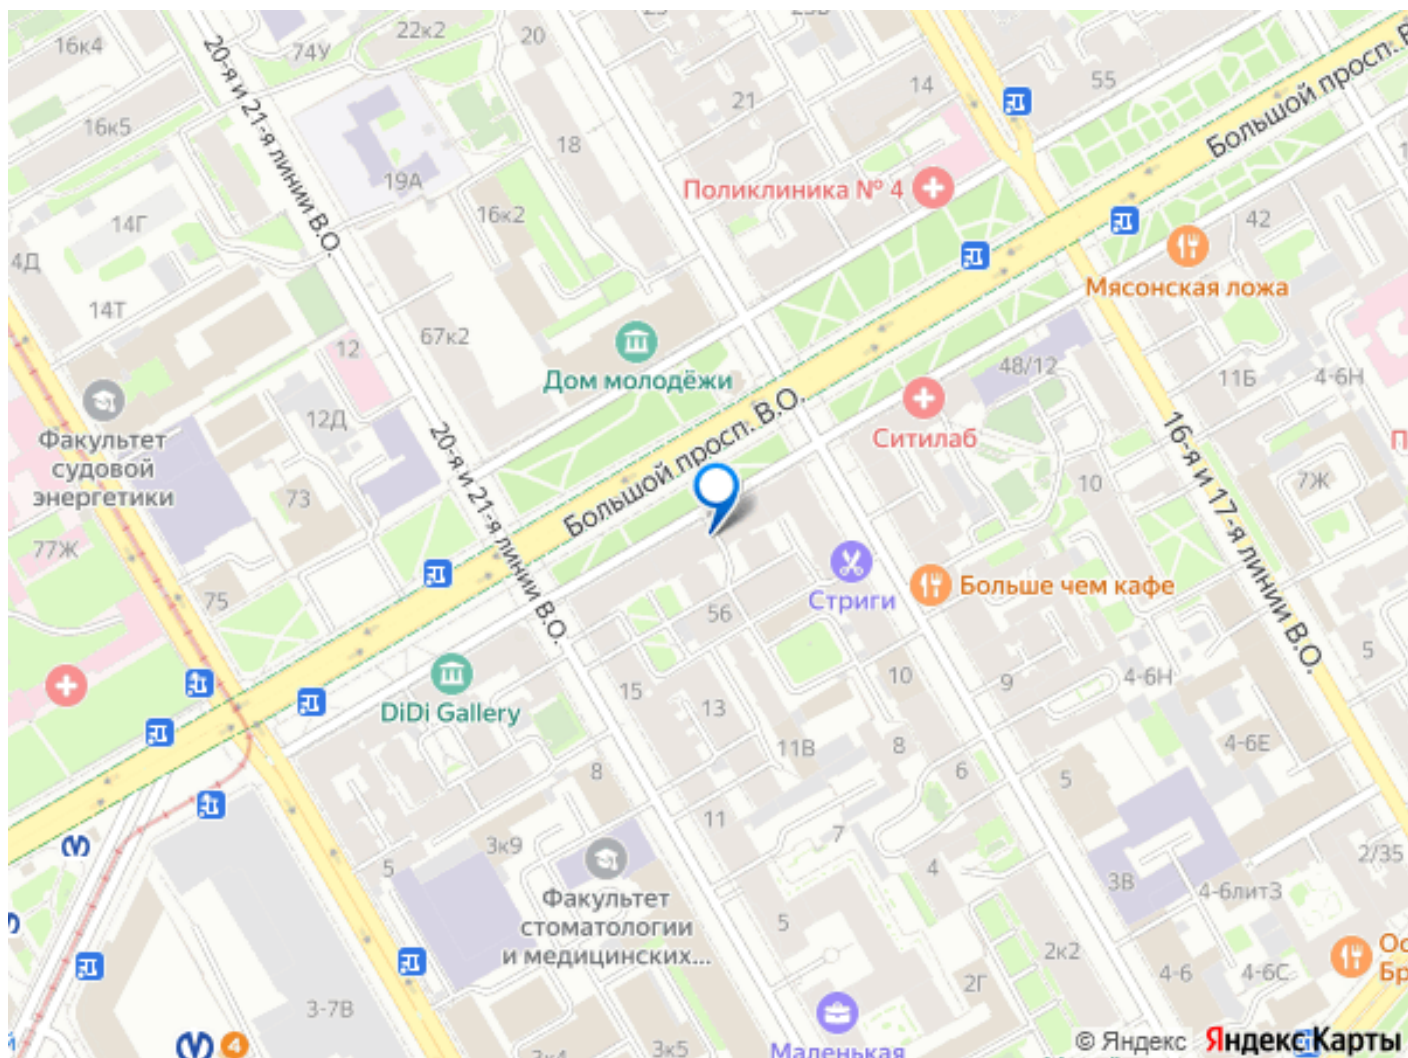 22к2
20
16к4
74У
20-я и 21-я линии В.О.
14
55
Большой просп. В
21
16к5
18
19А
Поликлиника № 4
16к2
14Г
42
4Д
Мясонская ложа
14Т
67к2
12
48/12
Дом молодёжи
11Б
4-6Н
12Д
Большой просп. В.О.
Ситилаб
Факультет
судовой
энергетики
20-я и 21-я линии В.О.
16-я и 17-я линии В.О.
73
10
7Ж
77Ж
Больше чем кафе
75
Стриги
56
5
15
10
9
4-6Н
DiDi Gallery
13
11В
8
4-6Е
8
6
5
11
7
3к9
5
4
3В
2/35
4-6литЗ
Факультет
стоматологии
и медицинских...
5
2к2
Ос
Бр
4-6
4-6С
2Г
3-7В
4
3к5
Маленькая
© Яндекс Яндекс Карты